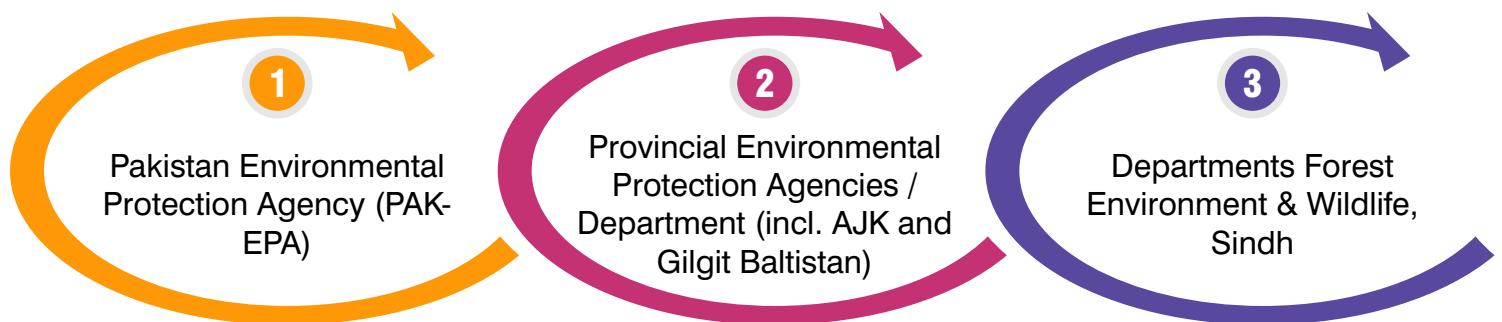 1
Pakistan Environmental
Protection Agency (PAK-
EPA)
2
Provincial Environmental
Protection Agencies /
Department (incl. AJK and
Gilgit Baltistan)
3
Departments Forest
Environment & Wildlife,
Sindh